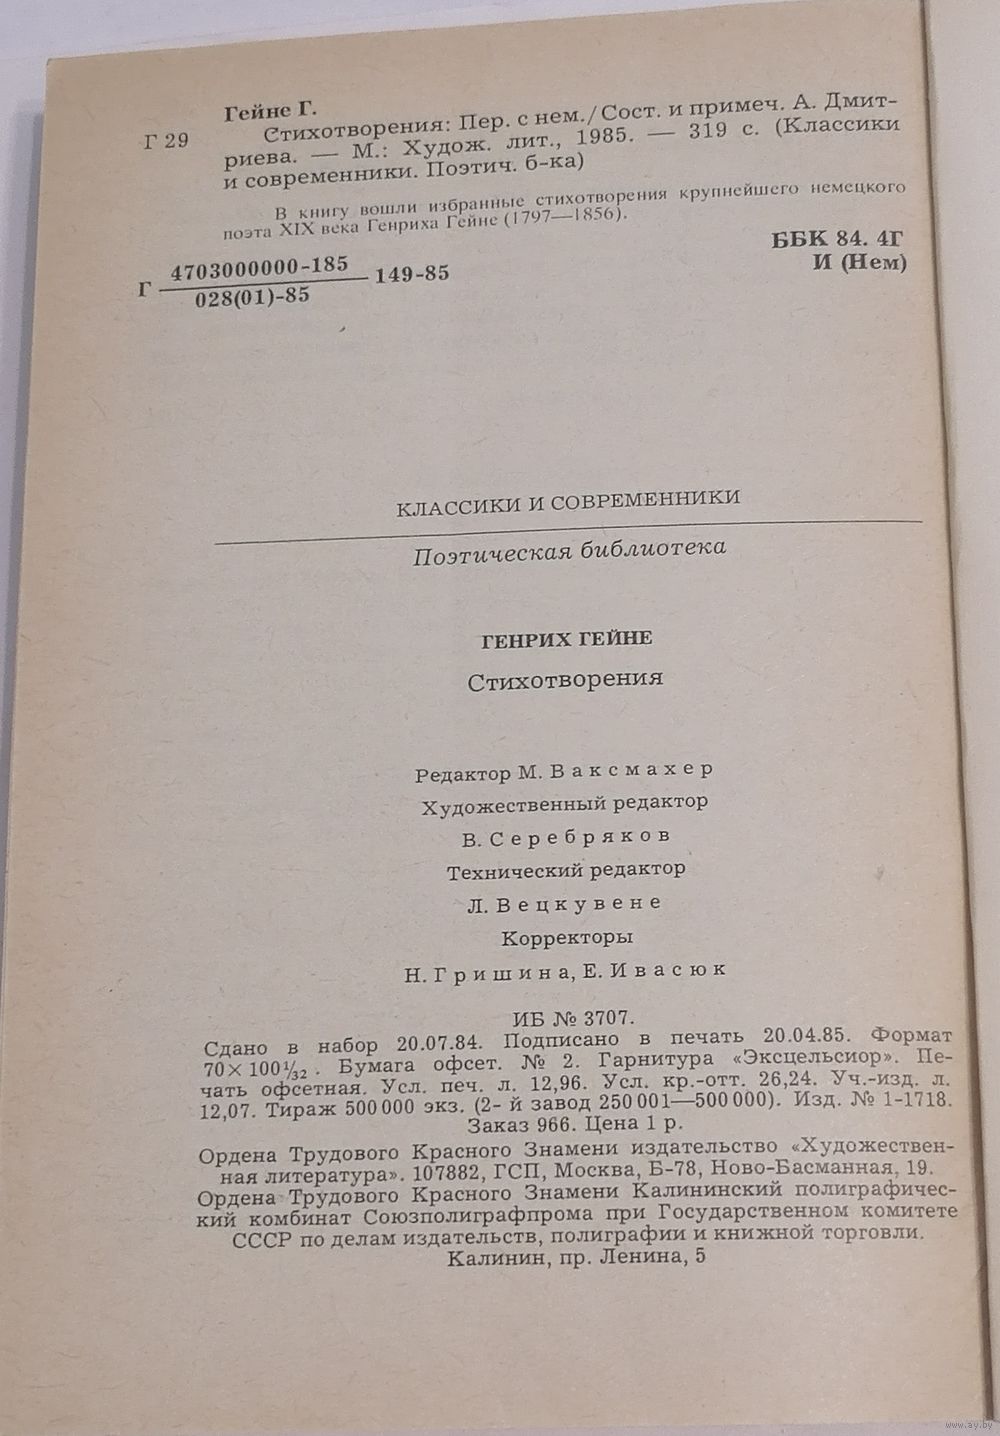 Гейне Г.
Г 29
Стихотворения: Пер. с нем./Сост. и примеч. А. Дмит-
риева. — М.: Худож. лит., 1985. — 319 с. (Классики
и современники. Поэтич. б-ка)
В книгу вошли избранные стихотворения крупнейшего немецкого
поэта XIX века Генриха Гейне (1797—1856).
Г 4703000000-185 149-85
028(01)-85
ББК 84. 4Г
И (Нем)
КЛАССИКИ И СОВРЕМЕННИКИ
Поэтическая библиотека
ГЕНРИХ ГЕЙНЕ
Стихотворения
Редактор М. Ваксмахер
Художественный редактор
В. Серебряков
Технический редактор
Л. Вецкувене
Корректоры
Н. Гришина, Е. Ивасюк
ИБ № 3707.
Сдано в набор 20.07.84. Подписано в печать 20.04.85. Формат
70×100 1/32. Бумага офсет. № 2. Гарнитура «Эксцельсиор». Пе-
чать офсетная. Усл. печ. л. 12,96. Усл. кр.-отт. 26,24. Уч.-изд. л.
12,07. Тираж 500 000 экз. (2- й завод 250 001—500 000). Изд. № 1-1718.
Заказ 966. Цена 1 р.
Ордена Трудового Красного Знамени издательство «Художествен-
ная литература». 107882, ГСП, Москва, Б-78, Ново-Басманная, 19.
Ордена Трудового Красного Знамени Калининский полиграфичес-
кий комбинат Союзполиграфпрома при Государственном комитете
СССР по делам издательств, полиграфии и книжной торговли.
Калинин, пр. Ленина, 5
www.ay.by